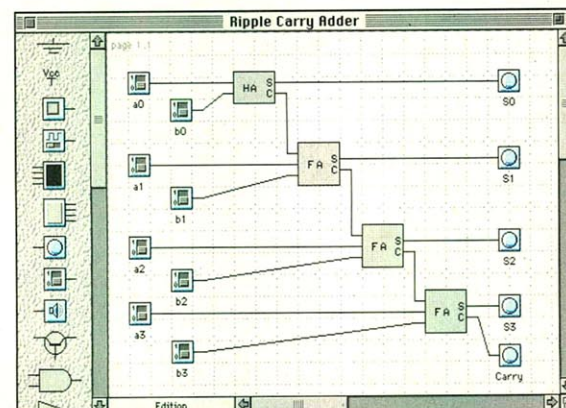 Ripple Carry Adder
page 1.1
Vcc
a0
b0
HA S C
S0
a1
b1
FA S C
S1
a2
b2
FA S C
S2
a3
b3
FA S C
S3
Carry
Edition